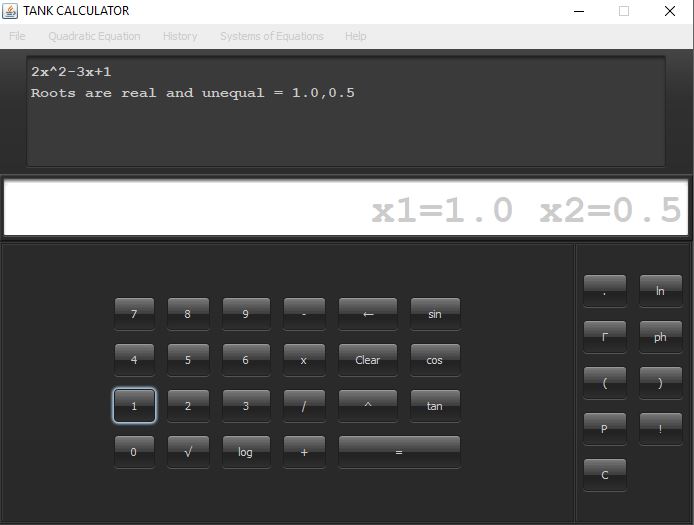 TANK CALCULATOR
File Quadratic Equation History Systems of Equations Help
2x^2-3x+1
Roots are real and unequal = 1.0,0.5
x1=1.0 x2=0.5
7 8 9 - ← sin
4 5 6 x Clear cos
1 2 3 / ^ tan
0 √ log + =
. ln
Γ ph
( )
P !
C